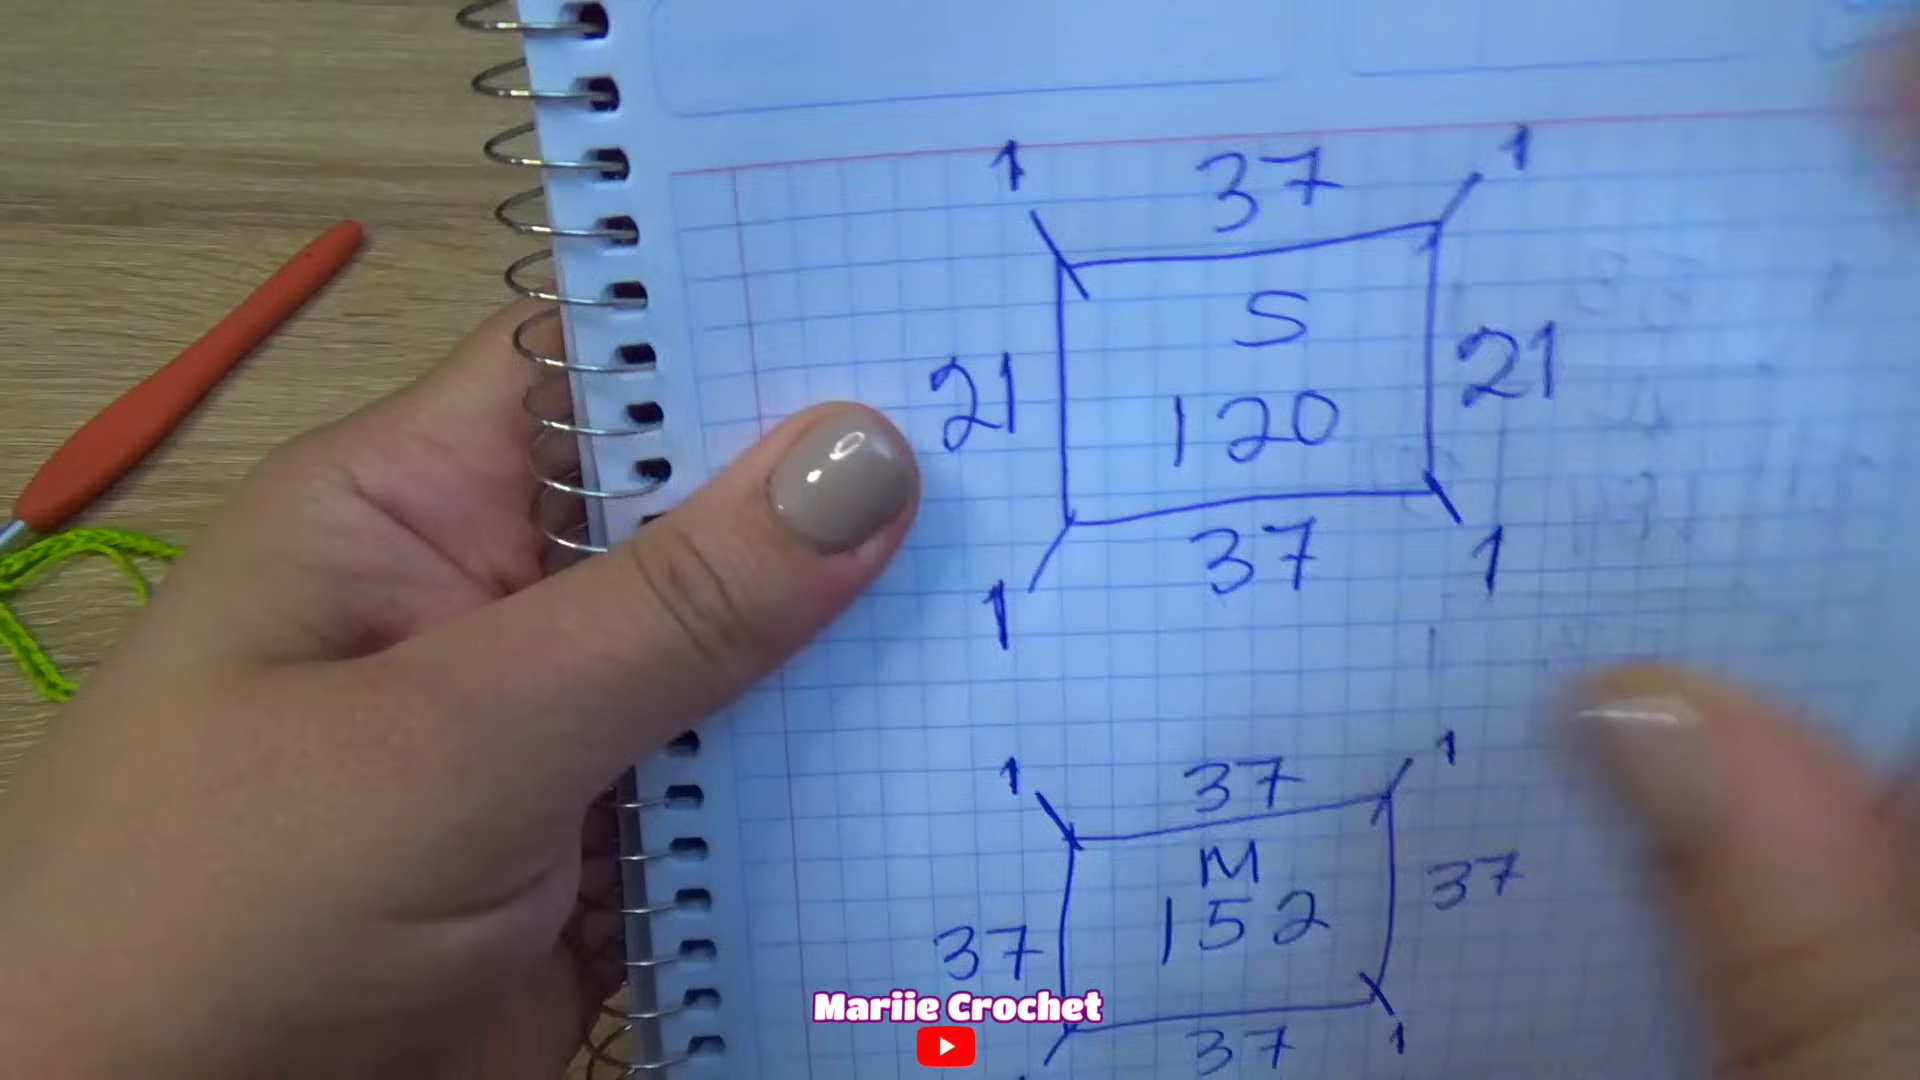 1 37 1
S
21 120 21
37
1 1
1 37 1
M
37 152 37
37 1
Mariie Crochet